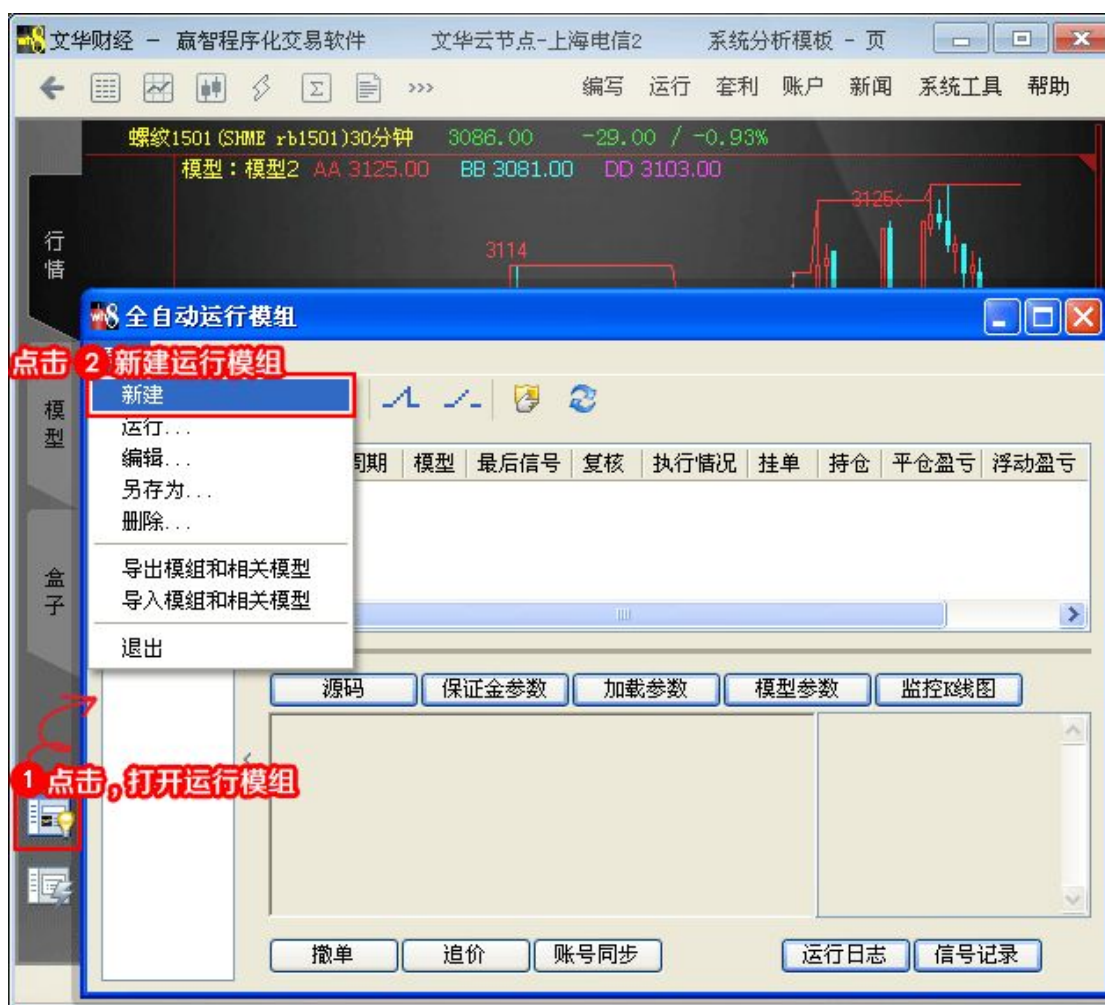 文华财经 - 赢智程序化交易软件 文华云节点-上海电信2 系统分析模板 - 页
Σ >>> 编写 运行 套利 账户 新闻 系统工具 帮助
螺纹1501(SHME rb1501)30分钟 3086.00 -29.00 / -0.93%
模型：模型2 AA 3125.00 BB 3081.00 DD 3103.00
3125<
3114
行情
全自动运行模组
点击 2 新建运行模组
新建
模型
运行...
编辑...
另存为...
删除...
导出模组和相关模型
导入模组和相关模型
退出
周期 模型 最后信号 复核 执行情况 挂单 持仓 平仓盈亏 浮动盈亏
盒子
源码 保证金参数 加载参数 模型参数 监控K线图
1 点击，打开运行模组
撤单 追价 账号同步 运行日志 信号记录